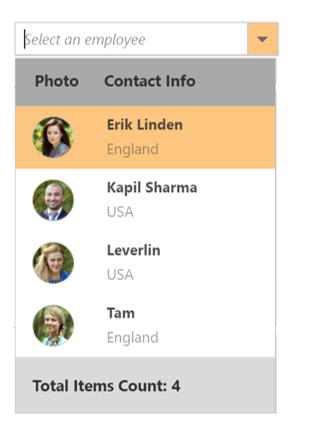 Select an employee
Photo Contact Info
Erik Linden
England
Kapil Sharma
USA
Leverlin
USA
Tam
England
Total Items Count: 4